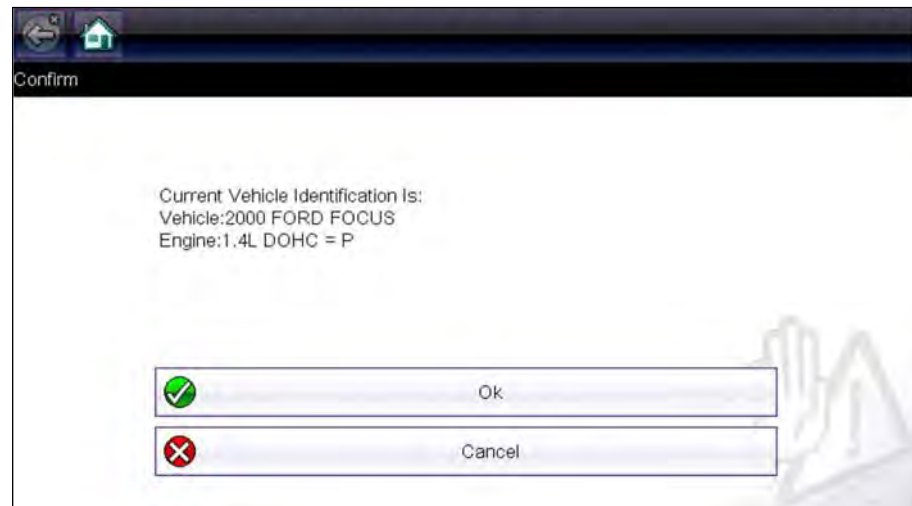 Confirm
Current Vehicle Identification Is:
Vehicle:2000 FORD FOCUS
Engine:1.4L DOHC = P
Ok
Cancel